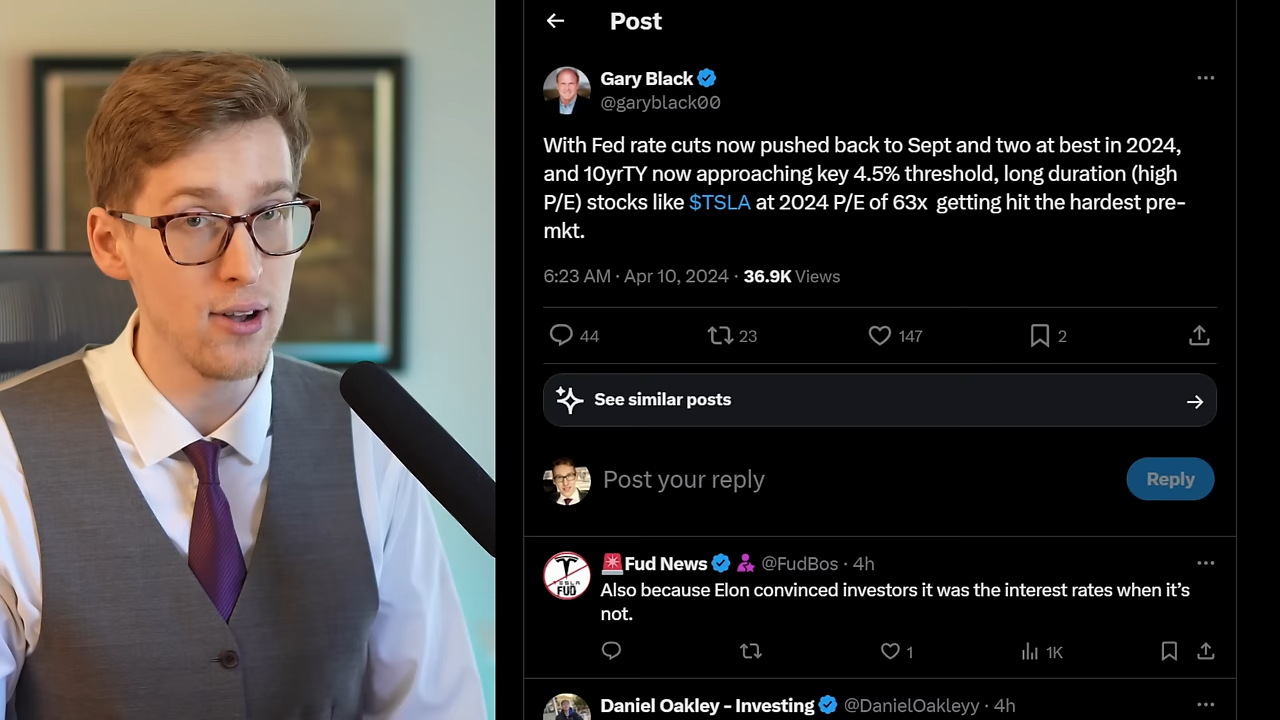 Post
Gary Black
@garyblack00
With Fed rate cuts now pushed back to Sept and two at best in 2024,
and 10yrTY now approaching key 4.5% threshold, long duration (high
P/E) stocks like $TSLA at 2024 P/E of 63x getting hit the hardest pre-
mkt.
6:23 AM · Apr 10, 2024 · 36.9K Views
44 23 147 2
See similar posts
Post your reply
Reply
🚨Fud News @FudBos · 4h
Also because Elon convinced investors it was the interest rates when it’s
not.
1 1K
Daniel Oakley - Investing @DanielOakleyy · 4h
TESLA
FUD